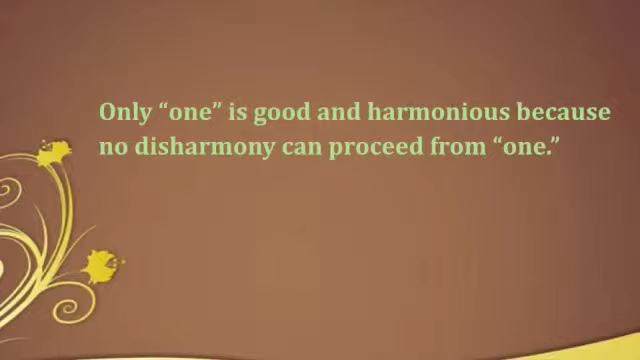 Only “one” is good and harmonious because
no disharmony can proceed from “one.”